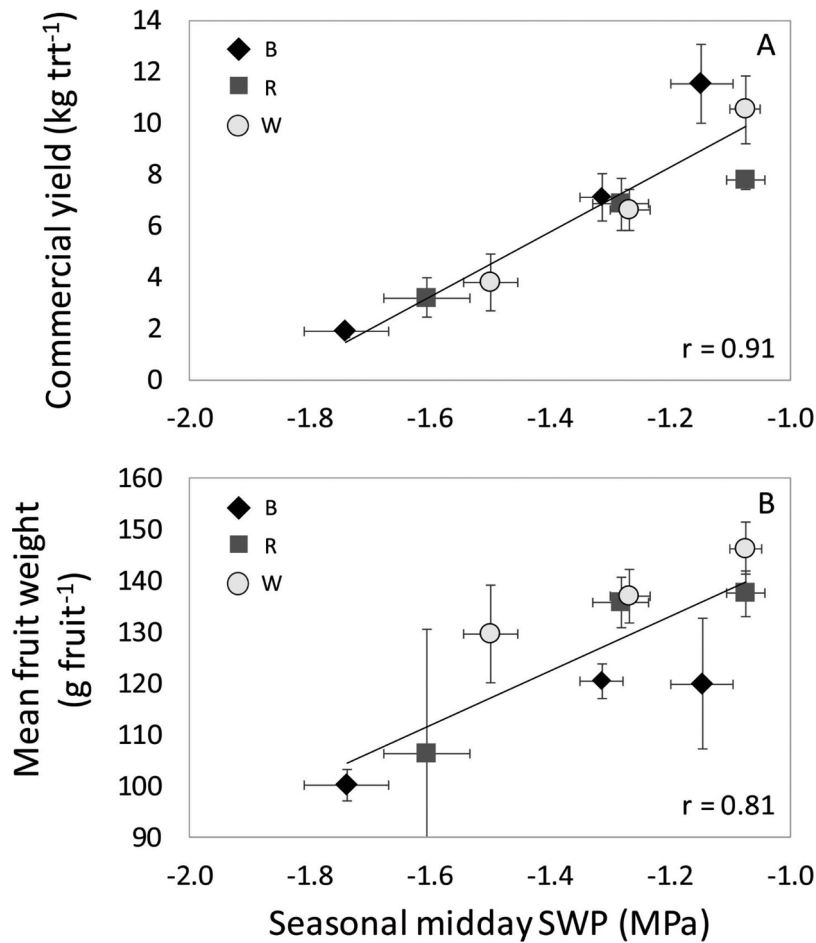 Commercial yield (kg trt⁻¹)
14
12
10
8
6
4
2
0
B
R
W
A
r = 0.91
-2.0 -1.8 -1.6 -1.4 -1.2 -1.0
Mean fruit weight
(g fruit⁻¹)
160
150
140
130
120
110
100
90
B
R
W
B
r = 0.81
-2.0 -1.8 -1.6 -1.4 -1.2 -1.0
Seasonal midday SWP (MPa)